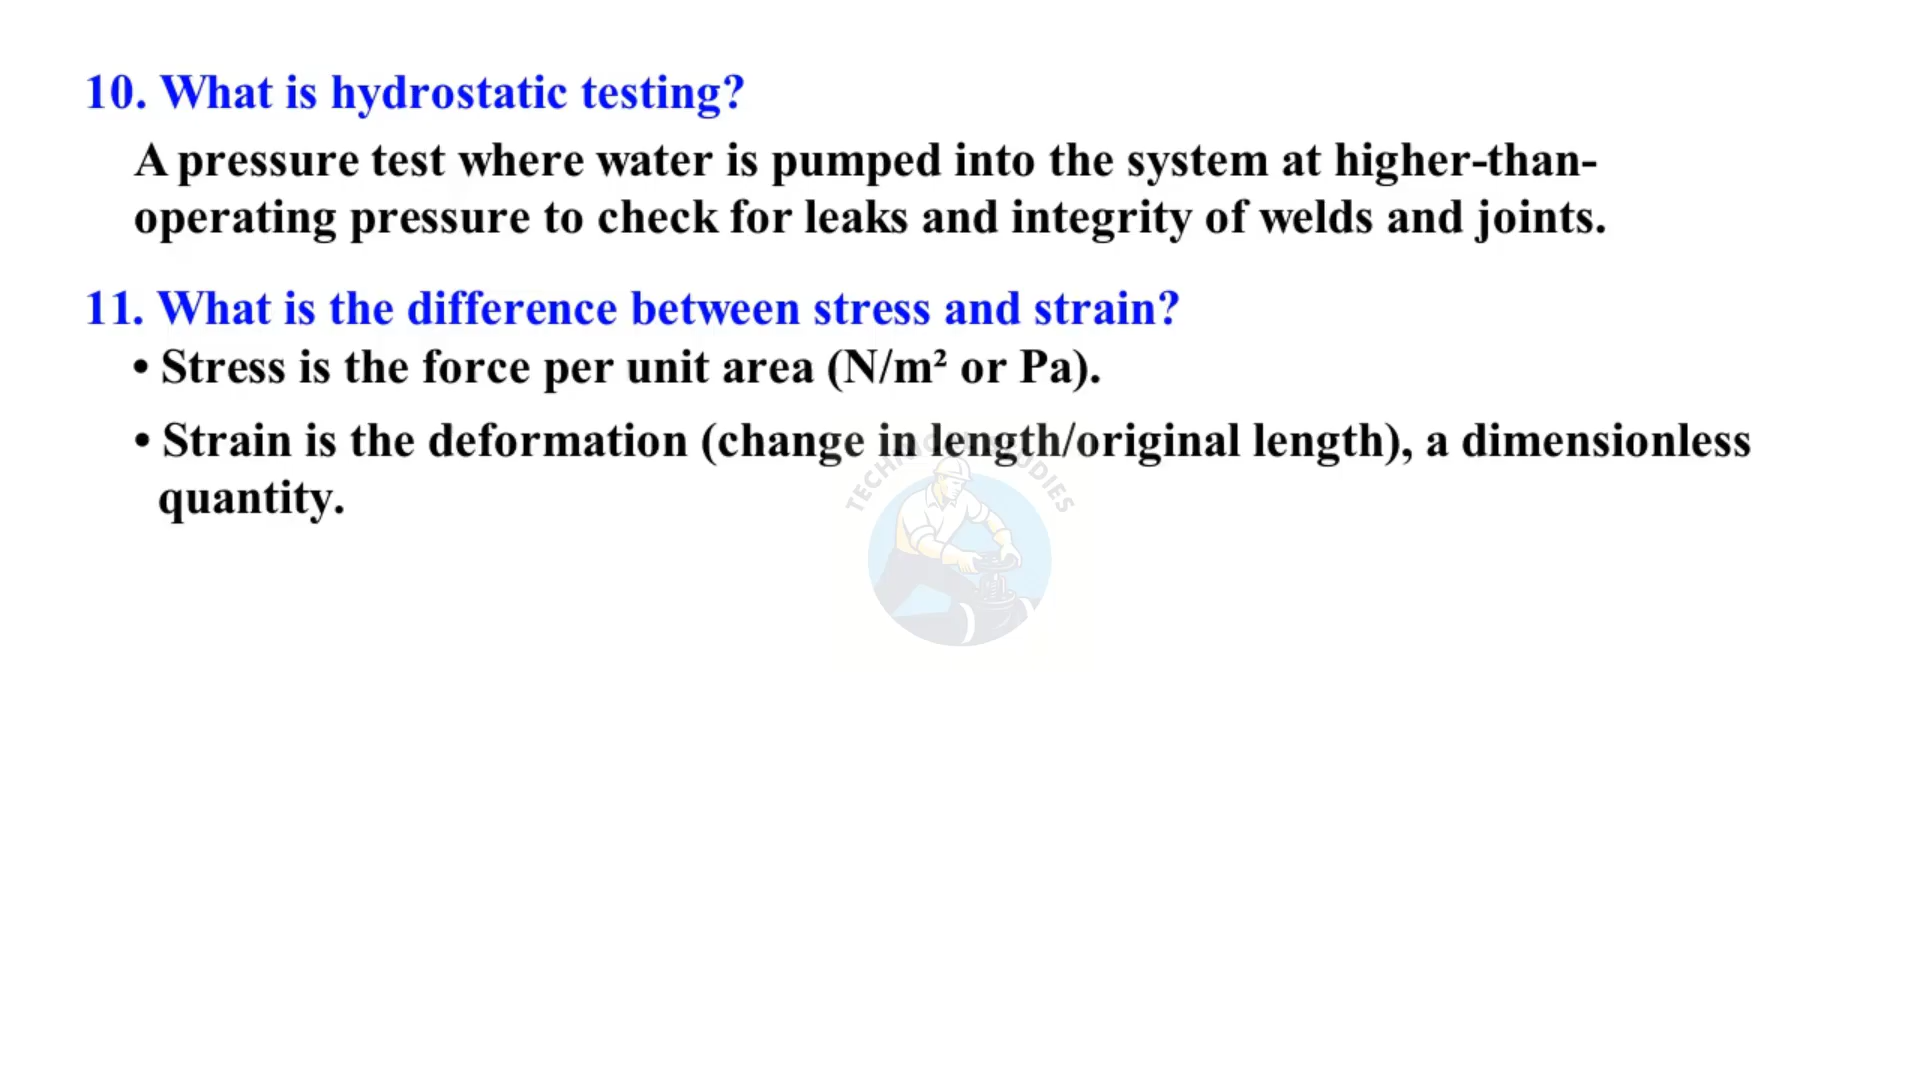 10. What is hydrostatic testing?
A pressure test where water is pumped into the system at higher-than-
operating pressure to check for leaks and integrity of welds and joints.
11. What is the difference between stress and strain?
• Stress is the force per unit area (N/m² or Pa).
• Strain is the deformation (change in length/original length), a dimensionless
quantity.